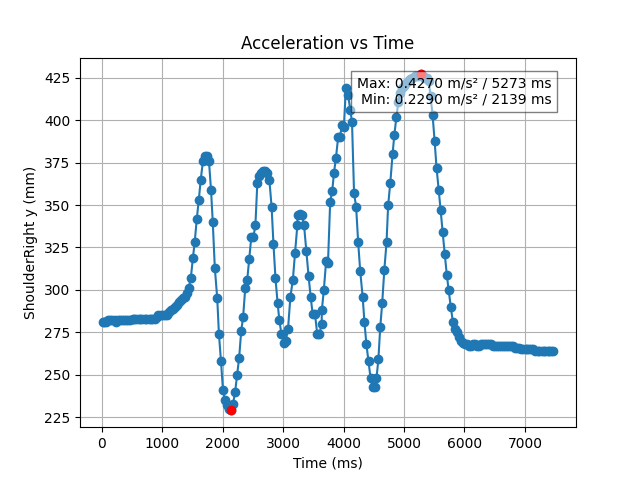 Acceleration vs Time
Max: 0.4270 m/s² / 5273 ms
Min: 0.2290 m/s² / 2139 ms
ShoulderRight y (mm)
425
400
375
350
325
300
275
250
225
0 1000 2000 3000 4000 5000 6000 7000
Time (ms)